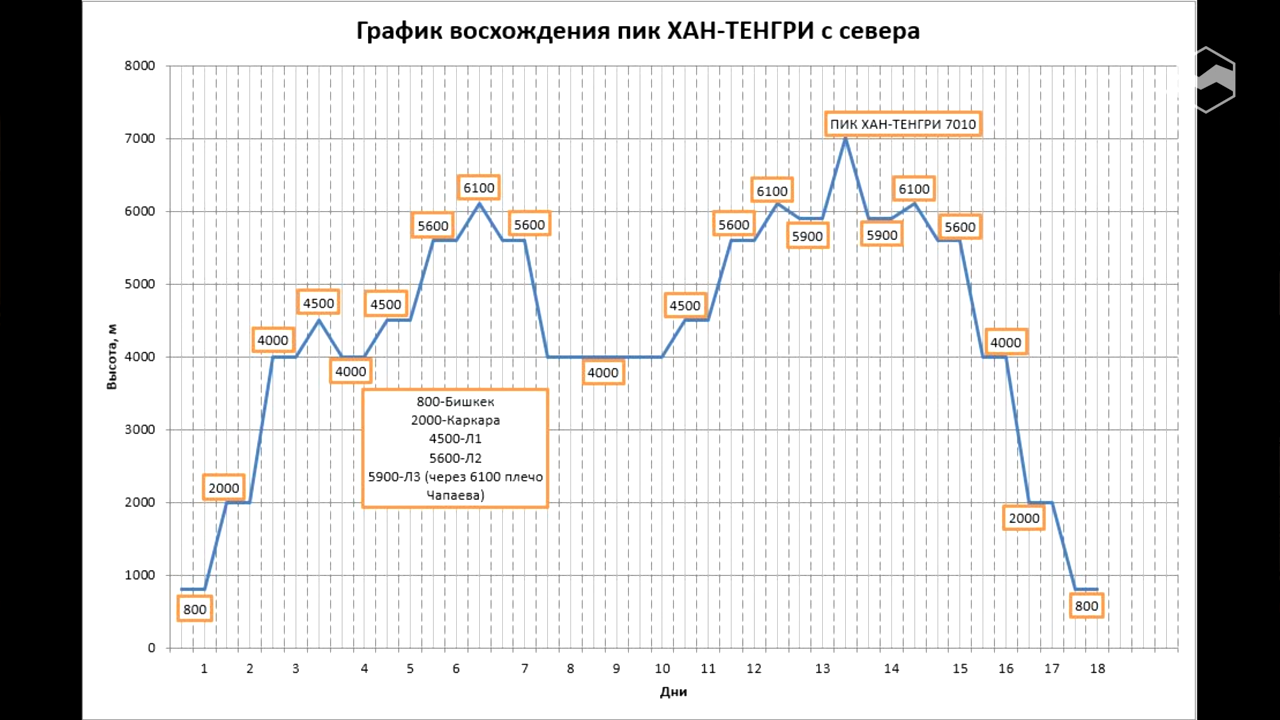 График восхождения пик ХАН-ТЕНГРИ с севера
8000
7000
6000
5000
4000
3000
2000
1000
0
Высота, м
800
2000
4000
4500
4000
4500
5600
6100
5600
4000
4500
5600
6100
5900
ПИК ХАН-ТЕНГРИ 7010
5900
6100
5600
4000
2000
800
800-Бишкек
2000-Каркара
4500-Л1
5600-Л2
5900-Л3 (через 6100 плечо
Чапаева)
1 2 3 4 5 6 7 8 9 10 11 12 13 14 15 16 17 18
Дни